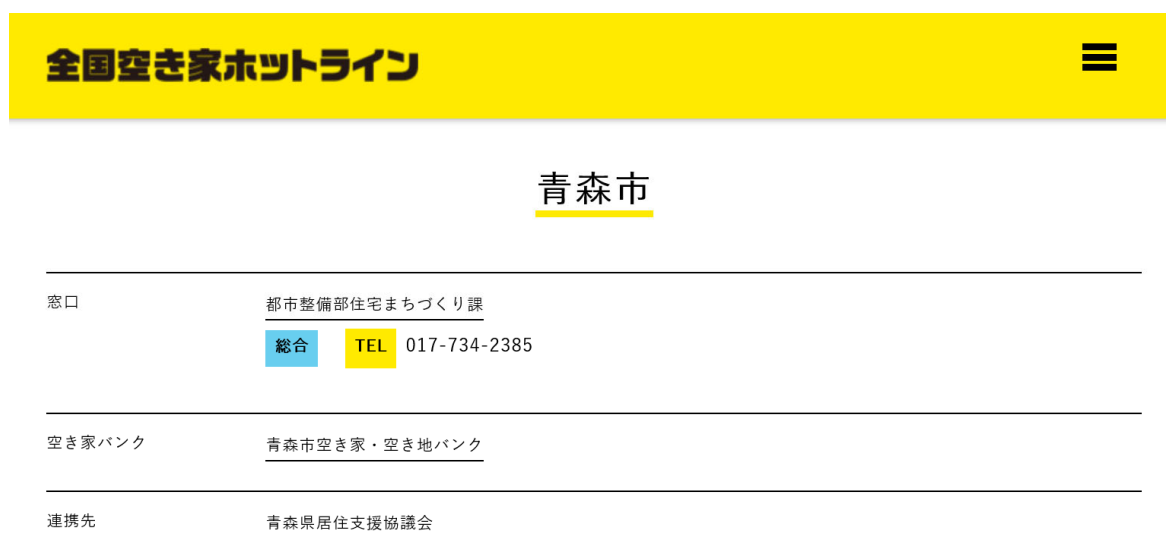 全国空き家ホットライン
青森市
窓口
都市整備部住宅まちづくり課
総合 TEL 017-734-2385
空き家バンク
青森市空き家・空き地バンク
連携先
青森県居住支援協議会